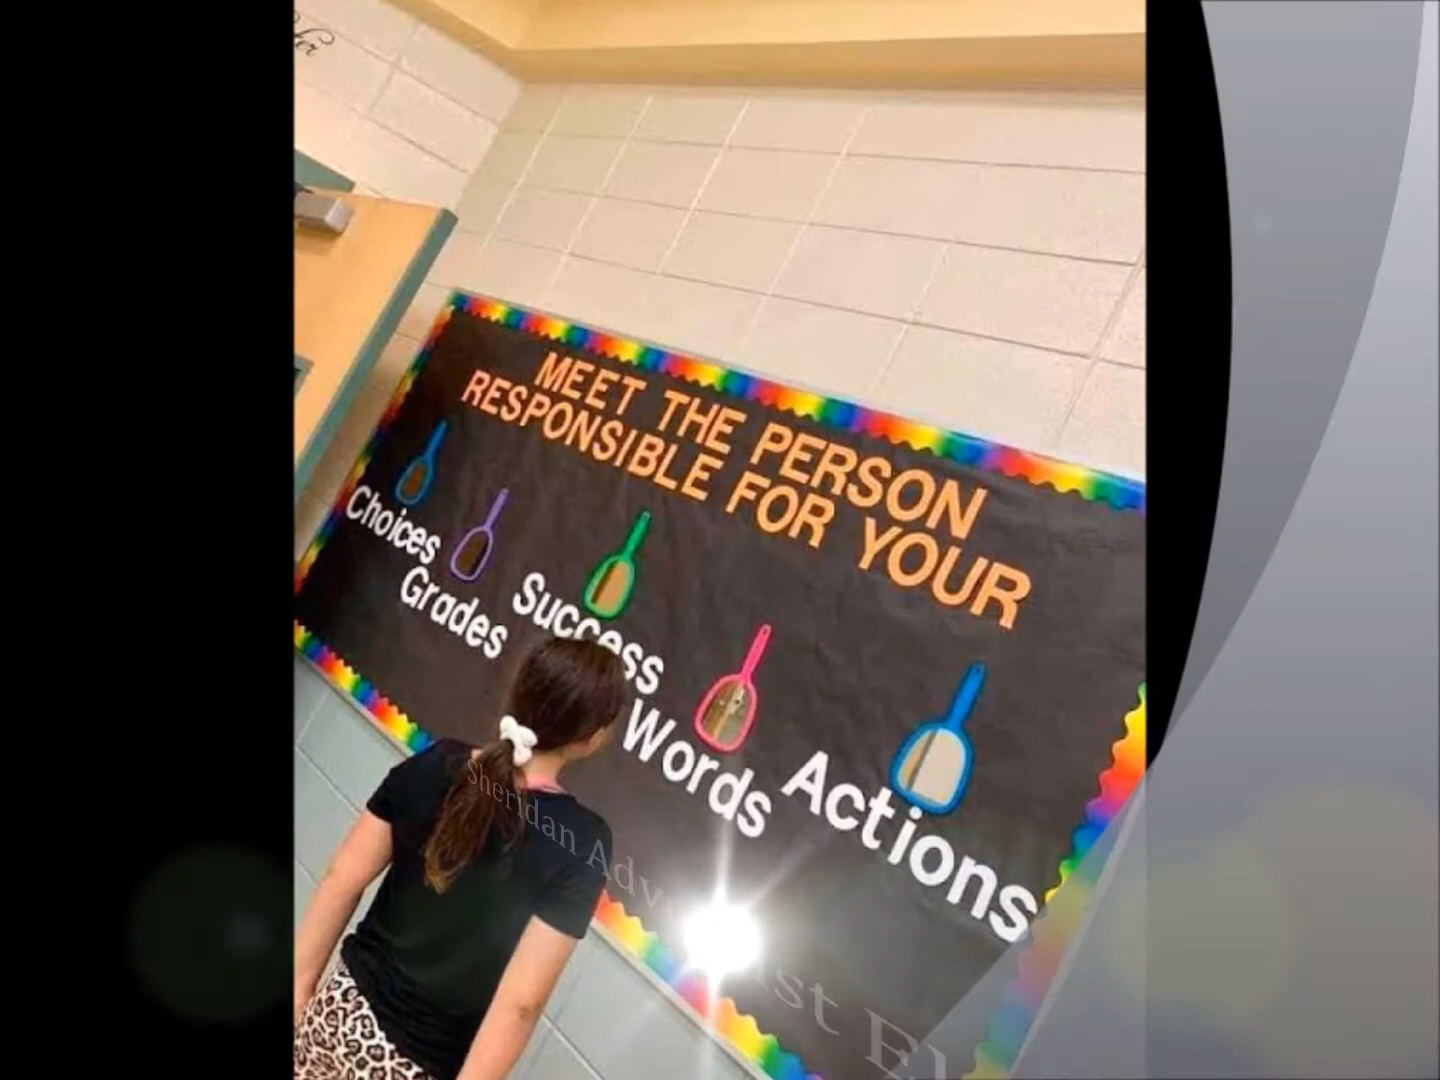 MEET THE PERSON
RESPONSIBLE FOR YOUR
Choices
Grades
Success
Words
Actions
Sheridan